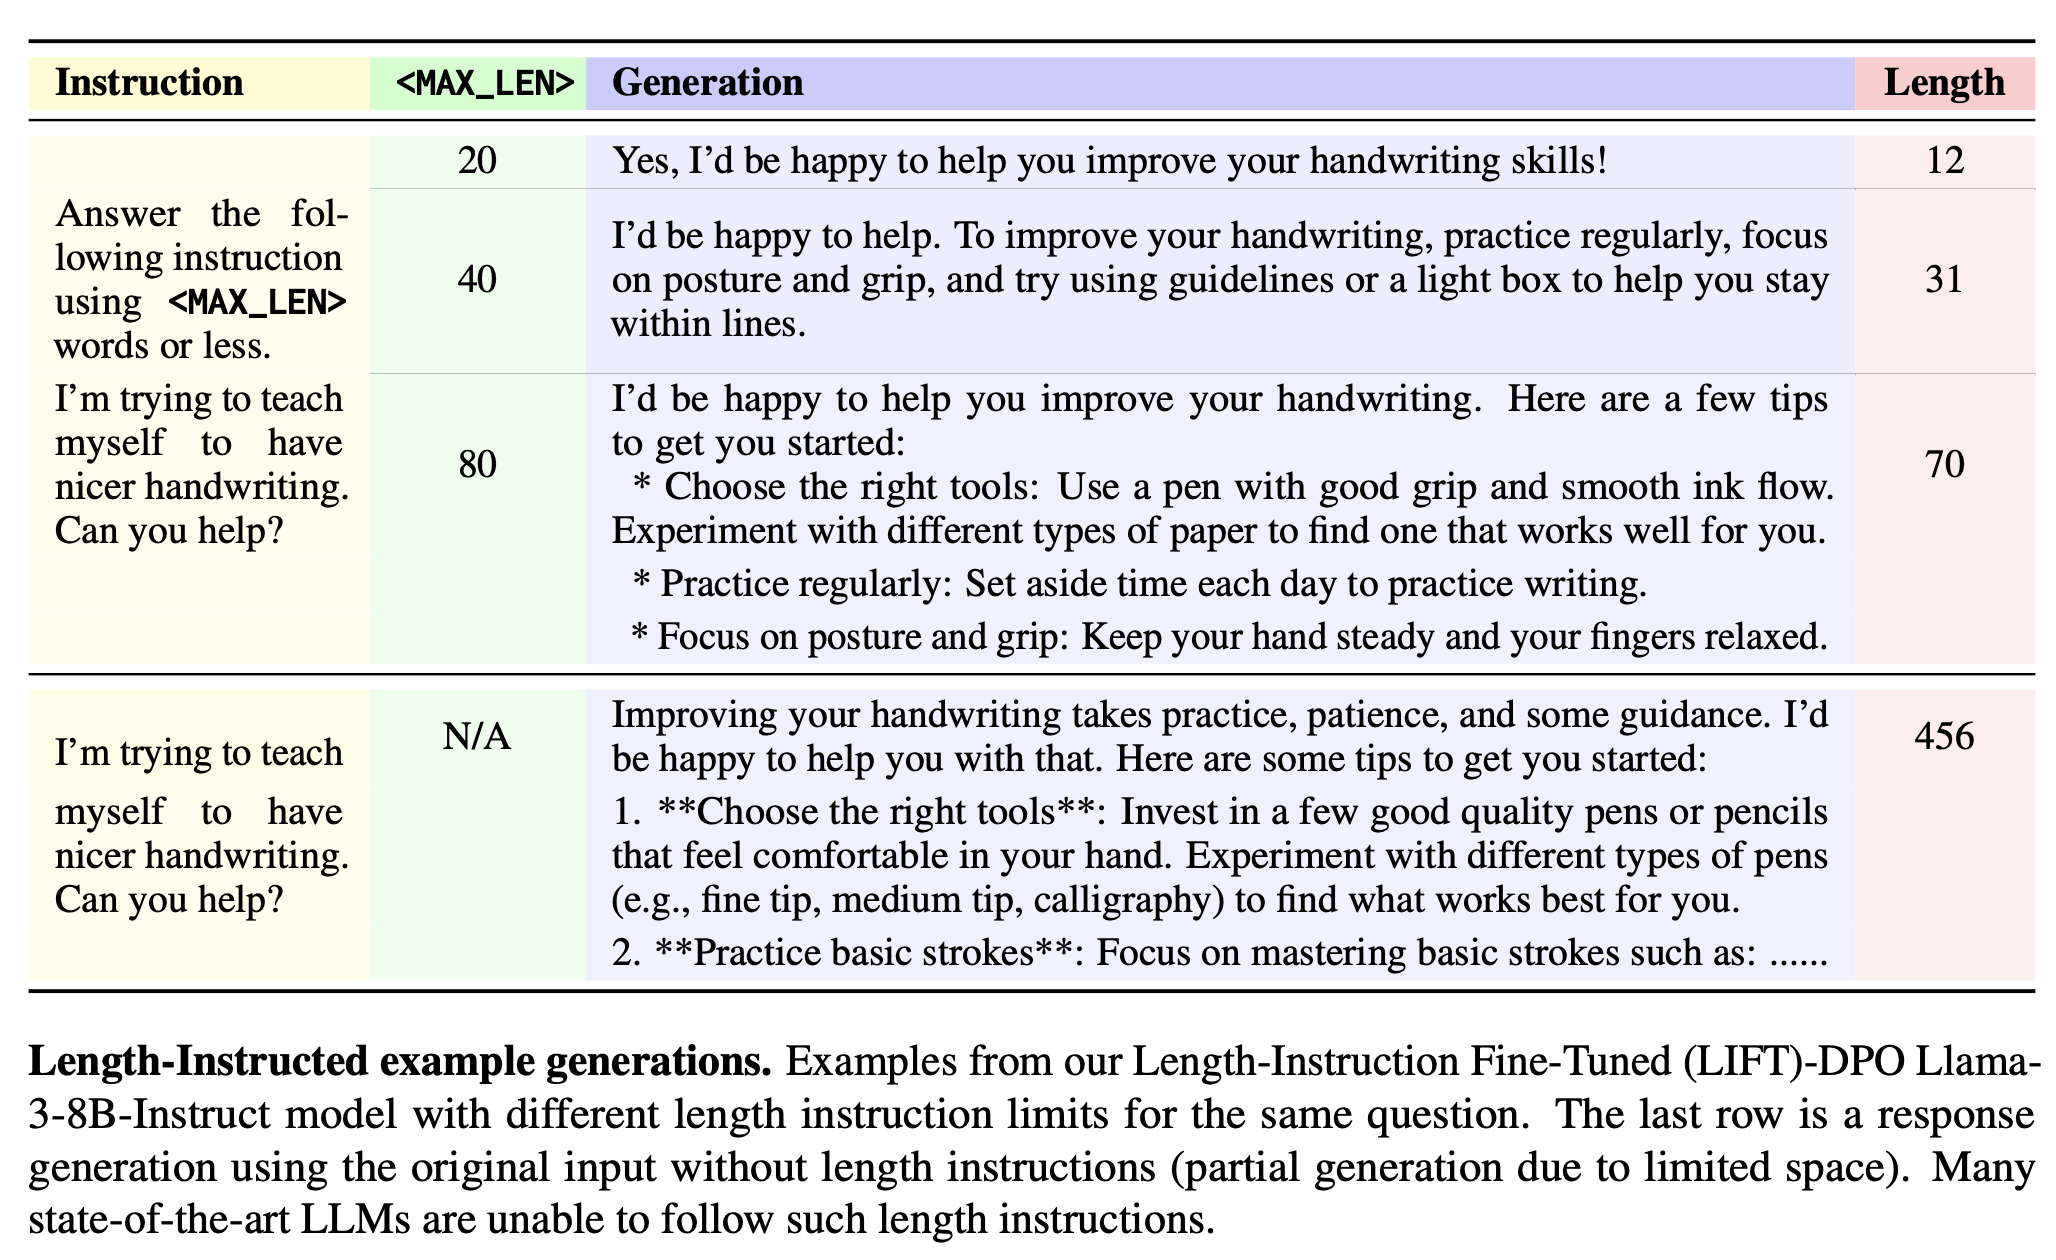 Instruction <MAX_LEN> Generation Length
Answer the fol-
lowing instruction
using <MAX_LEN>
words or less.
I'm trying to teach
myself to have
nicer handwriting.
Can you help?
20
Yes, I'd be happy to help you improve your handwriting skills!
12
40
I'd be happy to help. To improve your handwriting, practice regularly, focus
on posture and grip, and try using guidelines or a light box to help you stay
within lines.
31
80
I'd be happy to help you improve your handwriting. Here are a few tips
to get you started:
* Choose the right tools: Use a pen with good grip and smooth ink flow.
Experiment with different types of paper to find one that works well for you.
* Practice regularly: Set aside time each day to practice writing.
* Focus on posture and grip: Keep your hand steady and your fingers relaxed.
70
I'm trying to teach
myself to have
nicer handwriting.
Can you help?
N/A
Improving your handwriting takes practice, patience, and some guidance. I'd
be happy to help you with that. Here are some tips to get you started:
1. **Choose the right tools**: Invest in a few good quality pens or pencils
that feel comfortable in your hand. Experiment with different types of pens
(e.g., fine tip, medium tip, calligraphy) to find what works best for you.
2. **Practice basic strokes**: Focus on mastering basic strokes such as: ......
456
Length-Instructed example generations. Examples from our Length-Instruction Fine-Tuned (LIFT)-DPO Llama-
3-8B-Instruct model with different length instruction limits for the same question. The last row is a response
generation using the original input without length instructions (partial generation due to limited space). Many
state-of-the-art LLMs are unable to follow such length instructions.